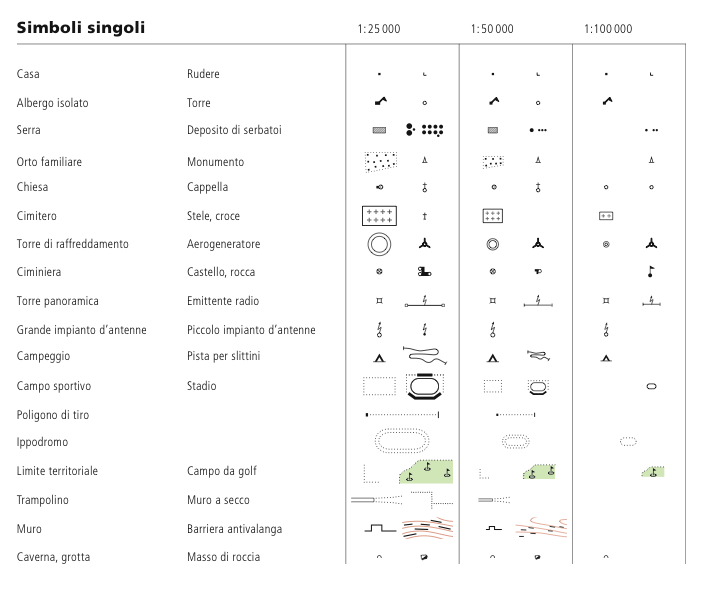 Simboli singoli 1:25 000 1:50 000 1:100 000
Casa Rudere
Albergo isolato Torre
Serra Deposito di serbatoi
Orto familiare Monumento
Chiesa Cappella
Cimitero Stele, croce
Torre di raffreddamento Aerogeneratore
Ciminiera Castello, rocca
Torre panoramica Emittente radio
Grande impianto d’antenne Piccolo impianto d’antenne
Campeggio Pista per slittini
Campo sportivo Stadio
Poligono di tiro
Ippodromo
Limite territoriale Campo da golf
Trampolino Muro a secco
Muro Barriera antivalanga
Caverna, grotta Masso di roccia